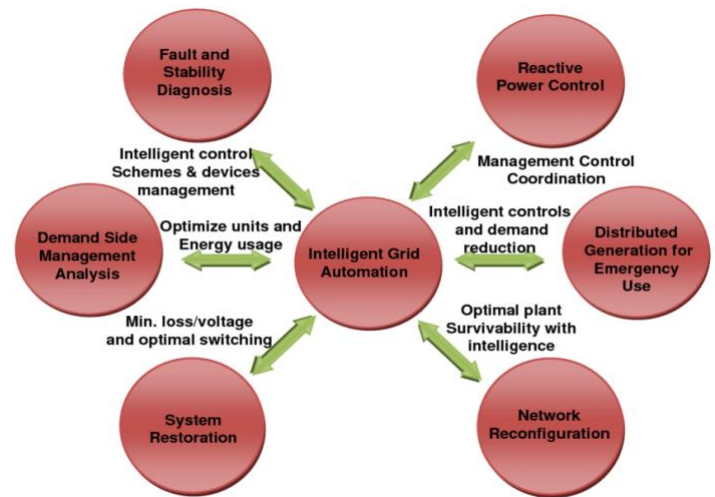 Fault and
Stability
Diagnosis
Reactive
Power Control
Intelligent control
Schemes & devices
management
Management Control
Coordination
Demand Side
Management
Analysis
Optimize units and
Energy usage
Intelligent Grid
Automation
Intelligent controls
and demand
reduction
Distributed
Generation for
Emergency
Use
Min. loss/voltage
and optimal switching
Optimal plant
Survivability with
intelligence
System
Restoration
Network
Reconfiguration